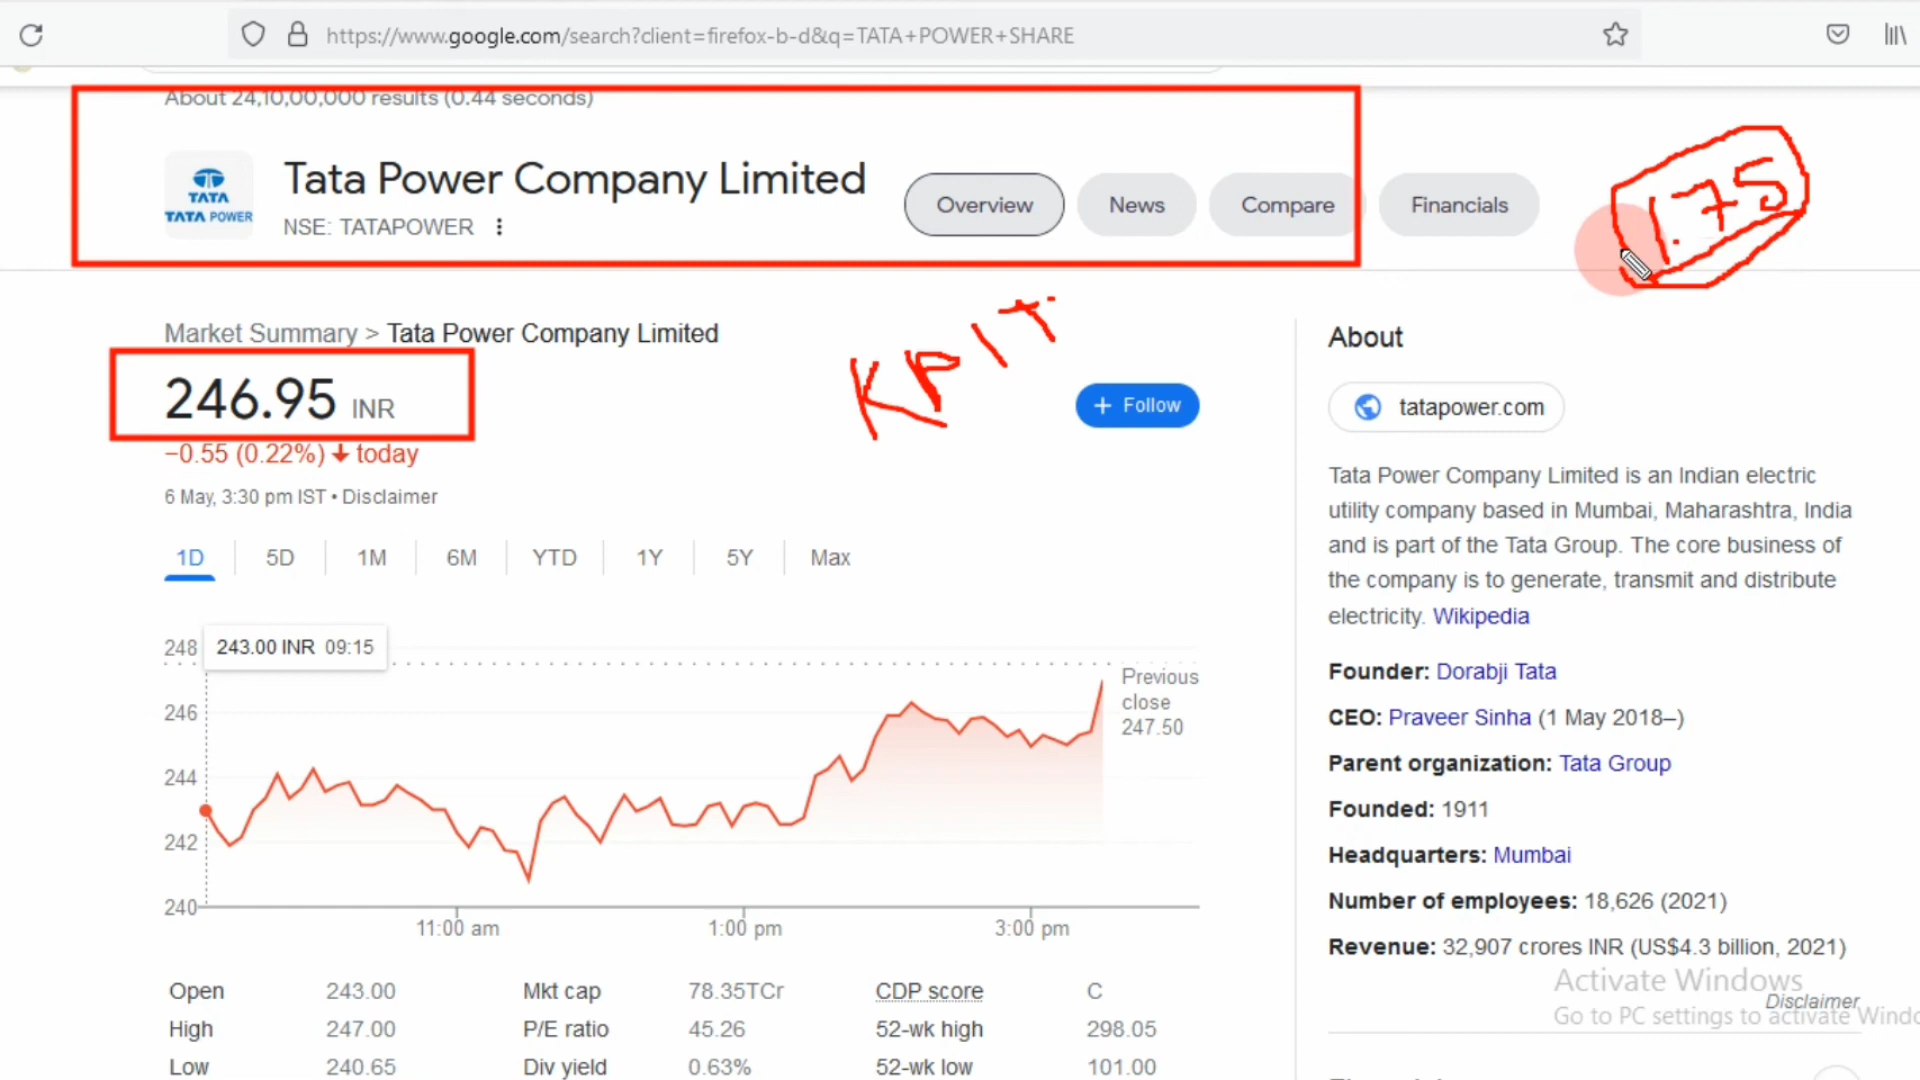 https://www.google.com/search?client=firefox-b-d&q=TATA+POWER+SHARE
About 24,10,00,000 results (0.44 seconds)
TATA
TATA POWER
Tata Power Company Limited
NSE: TATAPOWER
Overview
News
Compare
Financials
1.75
Market Summary > Tata Power Company Limited
246.95 INR
−0.55 (0.22%) ↓ today
6 May, 3:30 pm IST • Disclaimer
KPIT
+ Follow
1D 5D 1M 6M YTD 1Y 5Y Max
243.00 INR 09:15
248
246
244
242
240
Previous
close
247.50
11:00 am 1:00 pm 3:00 pm
Open 243.00 Mkt cap 78.35TCr CDP score C
High 247.00 P/E ratio 45.26 52-wk high 298.05
Low 240.65 Div yield 0.63% 52-wk low 101.00
About
tatapower.com
Tata Power Company Limited is an Indian electric
utility company based in Mumbai, Maharashtra, India
and is part of the Tata Group. The core business of
the company is to generate, transmit and distribute
electricity. Wikipedia
Founder: Dorabji Tata
CEO: Praveer Sinha (1 May 2018–)
Parent organization: Tata Group
Founded: 1911
Headquarters: Mumbai
Number of employees: 18,626 (2021)
Revenue: 32,907 crores INR (US$4.3 billion, 2021)
Activate Windows
Disclaimer
Go to PC settings to activate Windo